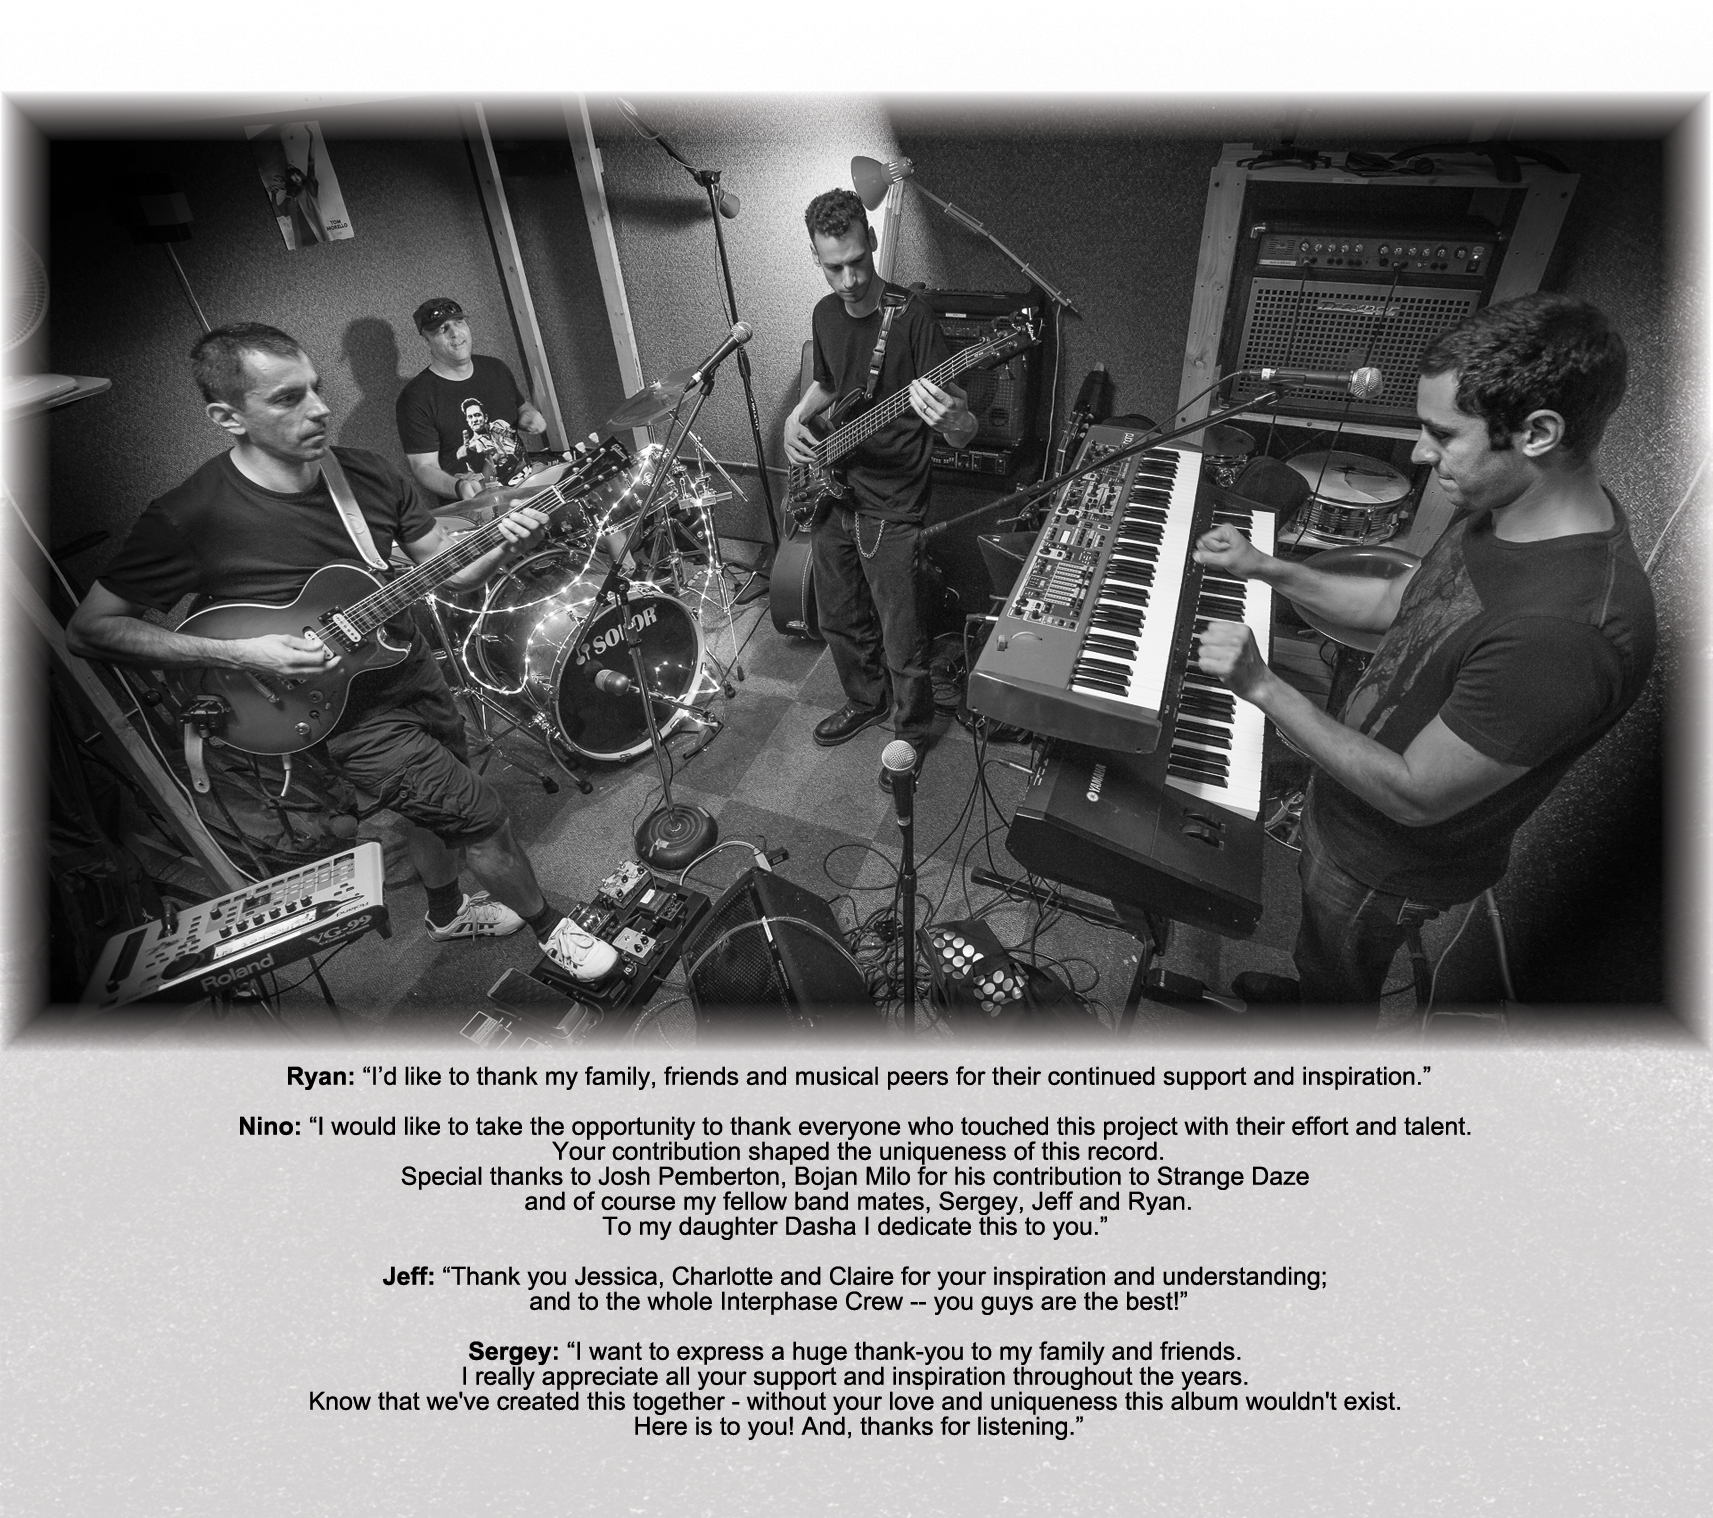 TOM
MORELLO
SONOR
YAMAHA
Roland
VG-99
Roland
Ryan: “I’d like to thank my family, friends and musical peers for their continued support and inspiration.”
Nino: “I would like to take the opportunity to thank everyone who touched this project with their effort and talent.
Your contribution shaped the uniqueness of this record.
Special thanks to Josh Pemberton, Bojan Milo for his contribution to Strange Daze
and of course my fellow band mates, Sergey, Jeff and Ryan.
To my daughter Dasha I dedicate this to you.”
Jeff: “Thank you Jessica, Charlotte and Claire for your inspiration and understanding;
and to the whole Interphase Crew -- you guys are the best!”
Sergey: “I want to express a huge thank-you to my family and friends.
I really appreciate all your support and inspiration throughout the years.
Know that we've created this together - without your love and uniqueness this album wouldn't exist.
Here is to you! And, thanks for listening.”